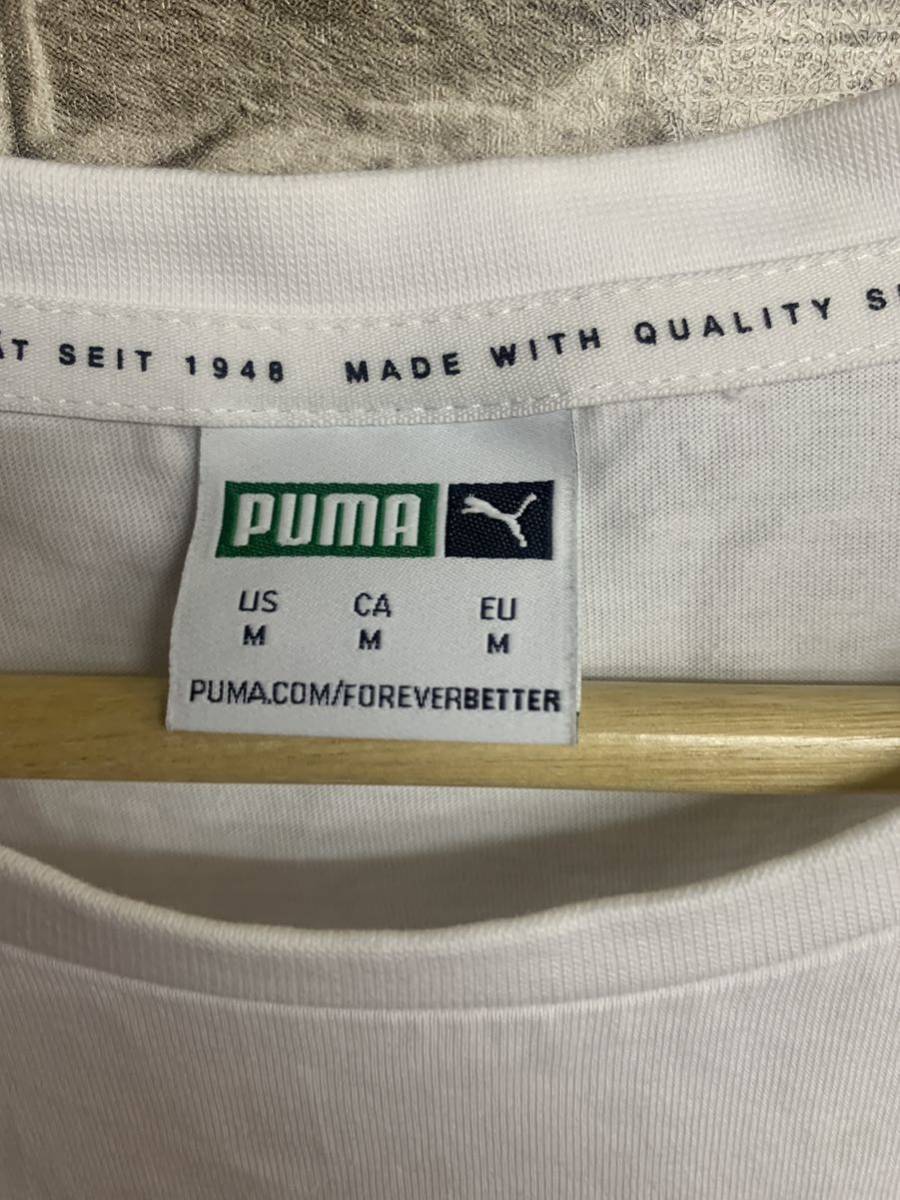 SEIT 1948 MADE WITH QUALITY
PUMA
US CA EU
M M M
PUMA.COM/FOREVERBETTER